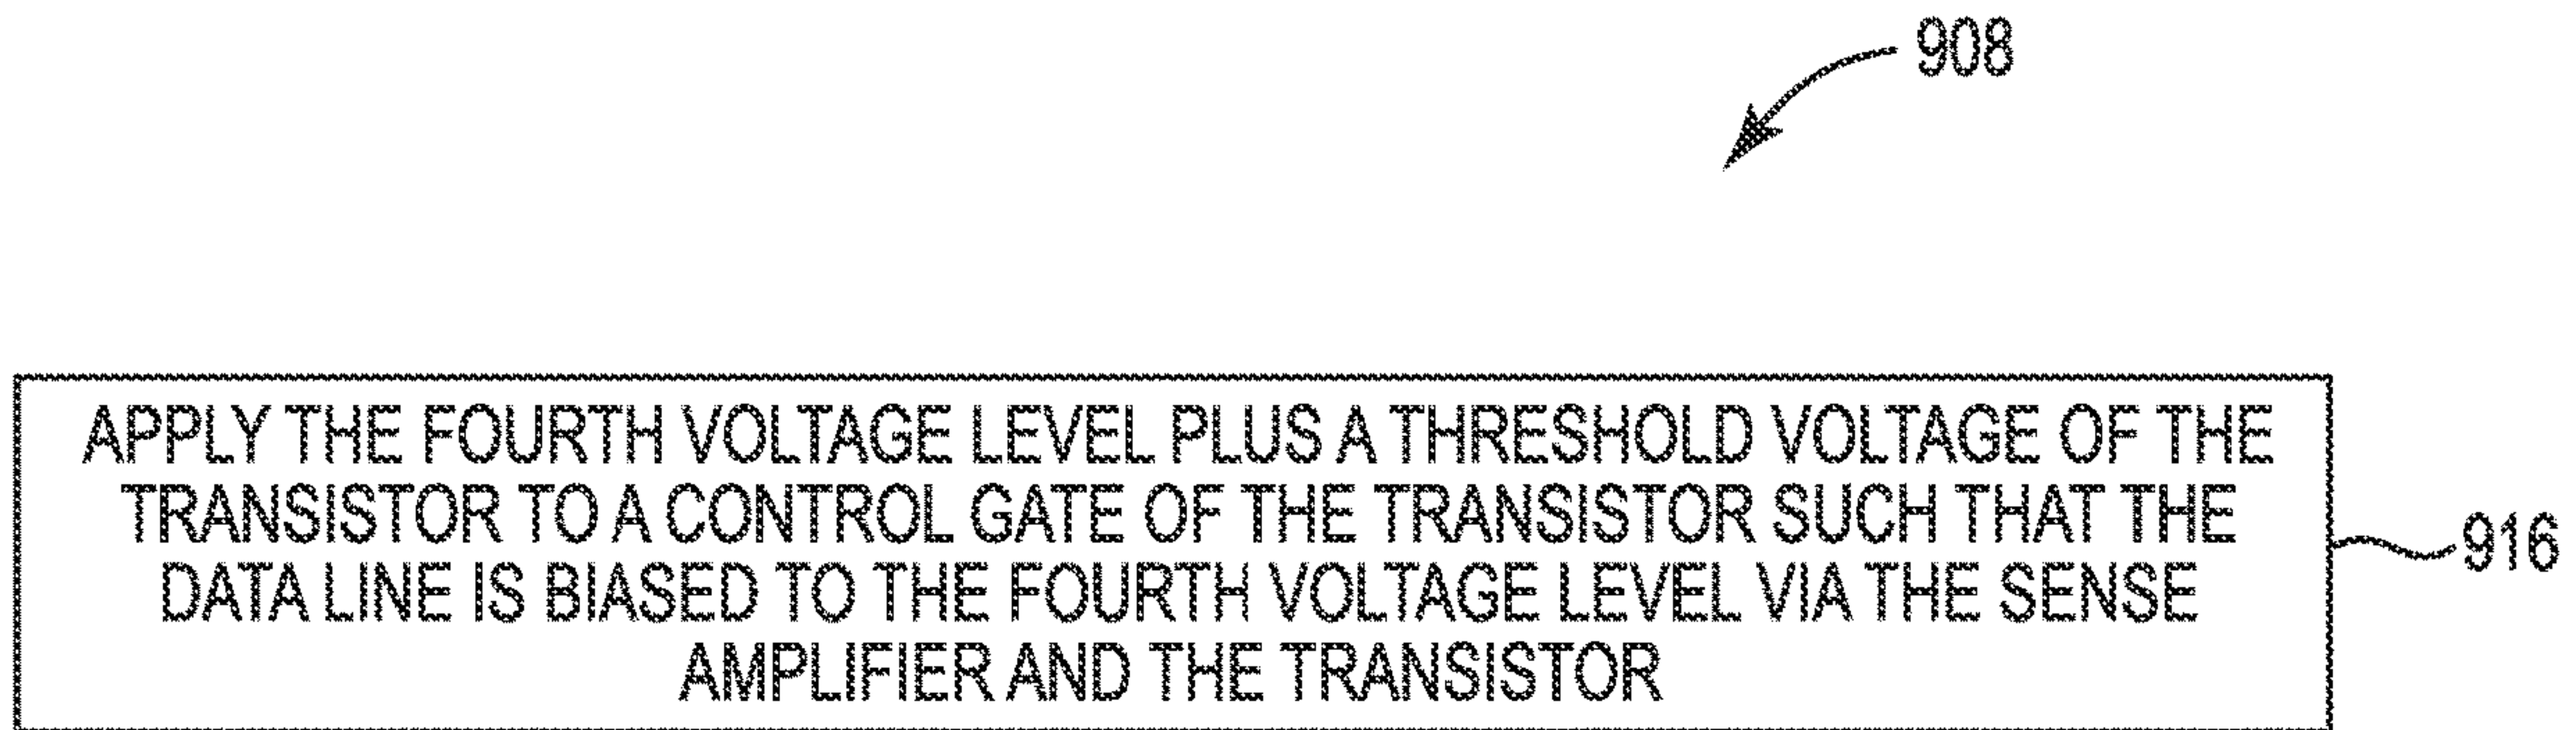 908
APPLY THE FOURTH VOLTAGE LEVEL PLUS A THRESHOLD VOLTAGE OF THE
TRANSISTOR TO A CONTROL GATE OF THE TRANSISTOR SUCH THAT THE
DATA LINE IS BIASED TO THE FOURTH VOLTAGE LEVEL VIA THE SENSE
AMPLIFIER AND THE TRANSISTOR
916